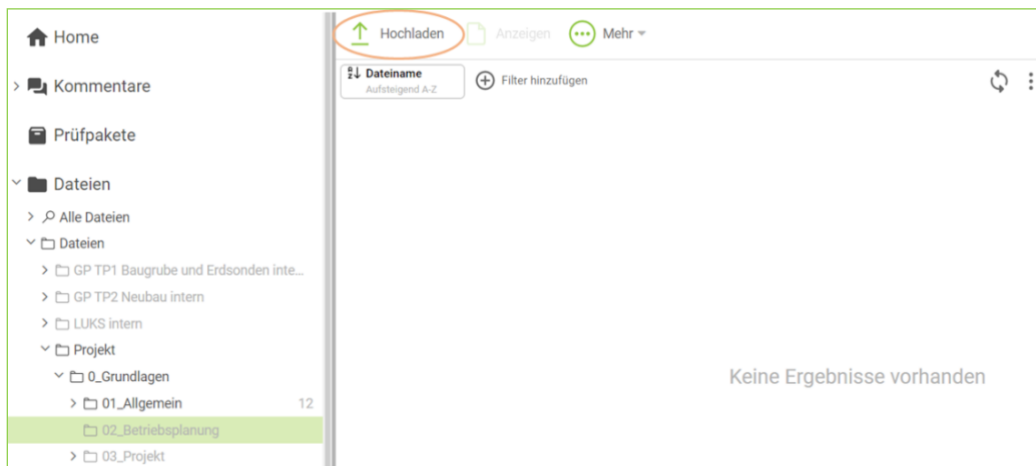 Home
Kommentare
Prüfpakete
Dateien
Alle Dateien
Dateien
GP TP1 Baugrube und Erdsonden inte...
GP TP2 Neubau intern
LUKS intern
Projekt
0_Grundlagen
01_Allgemein 12
02_Betriebsplanung
03_Projekt
Hochladen Anzeigen Mehr
Dateiname
Aufsteigend A-Z
Filter hinzufügen
Keine Ergebnisse vorhanden